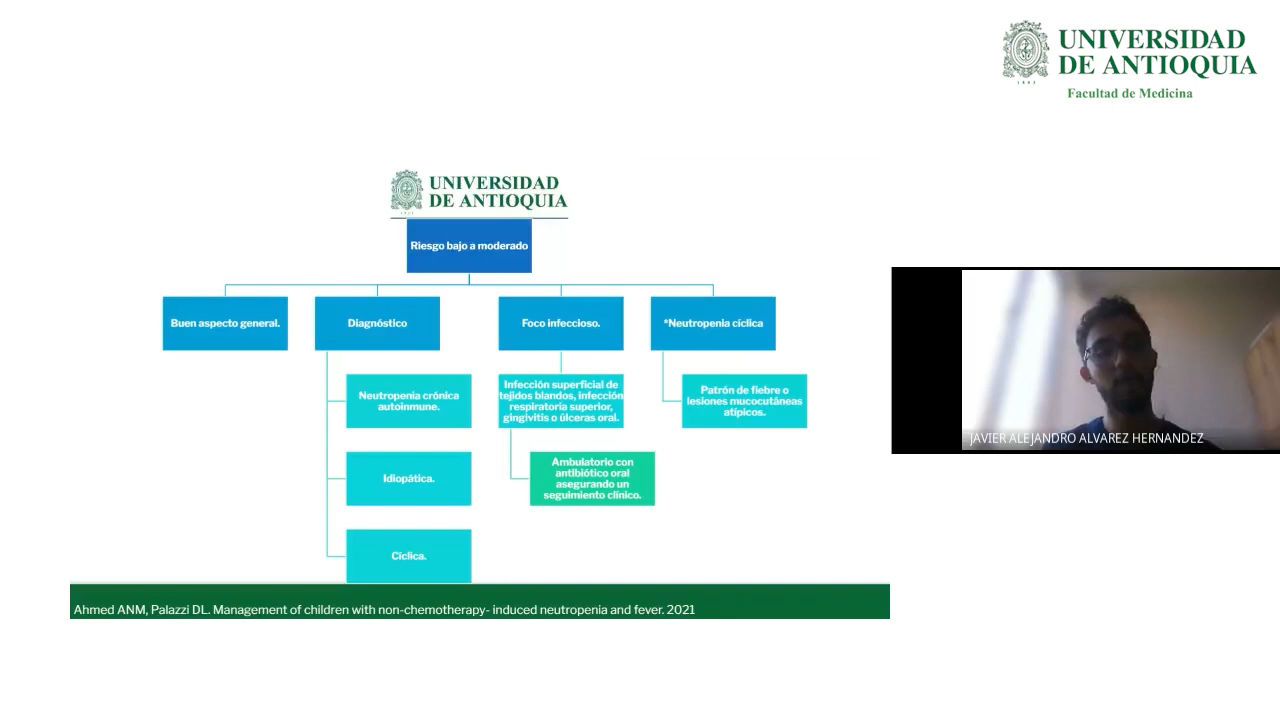 UNIVERSIDAD
DE ANTIOQUIA
Facultad de Medicina
UNIVERSIDAD
DE ANTIOQUIA
Riesgo bajo a moderado
Buen aspecto general.
Diagnóstico
Foco infeccioso.
*Neutropenia cíclica
Neutropenia crónica
autoinmune.
Infección superficial de
tejidos blandos, infección
respiratoria superior,
gingivitis o úlceras oral.
Patrón de fiebre o
lesiones mucocutáneas
atípicos.
Idiopática.
Ambulatorio con
antibiótico oral
asegurando un
seguimiento clínico.
Cíclica.
JAVIER ALEJANDRO ALVAREZ HERNANDEZ
Ahmed ANM, Palazzi DL. Management of children with non-chemotherapy- induced neutropenia and fever. 2021